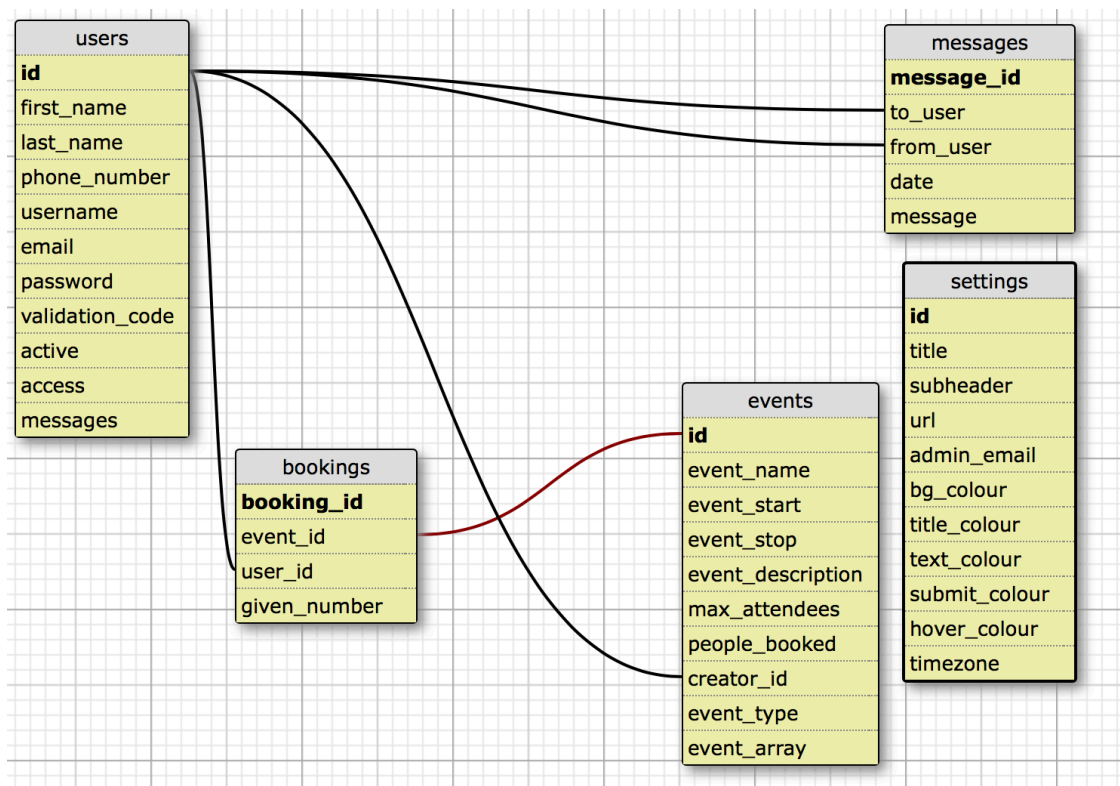 users
id
first_name
last_name
phone_number
username
email
password
validation_code
active
access
messages
bookings
booking_id
event_id
user_id
given_number
events
id
event_name
event_start
event_stop
event_description
max_attendees
people_booked
creator_id
event_type
event_array
messages
message_id
to_user
from_user
date
message
settings
id
title
subheader
url
admin_email
bg_colour
title_colour
text_colour
submit_colour
hover_colour
timezone